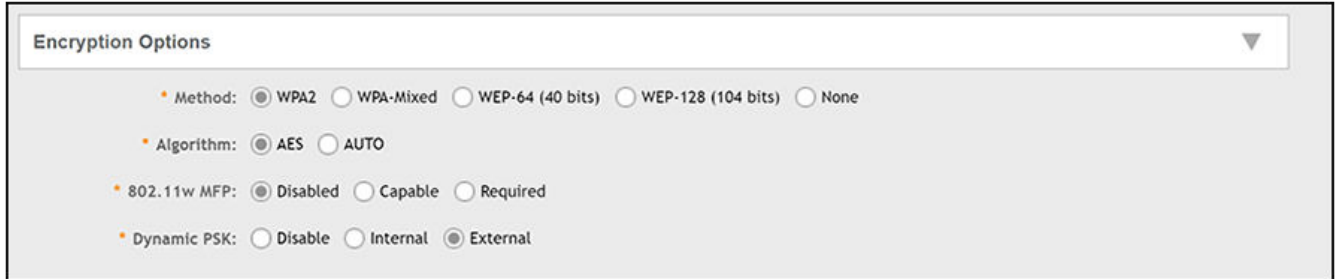 Encryption Options
* Method: WPA2 WPA-Mixed WEP-64 (40 bits) WEP-128 (104 bits) None
* Algorithm: AES AUTO
* 802.11w MFP: Disabled Capable Required
* Dynamic PSK: Disable Internal External